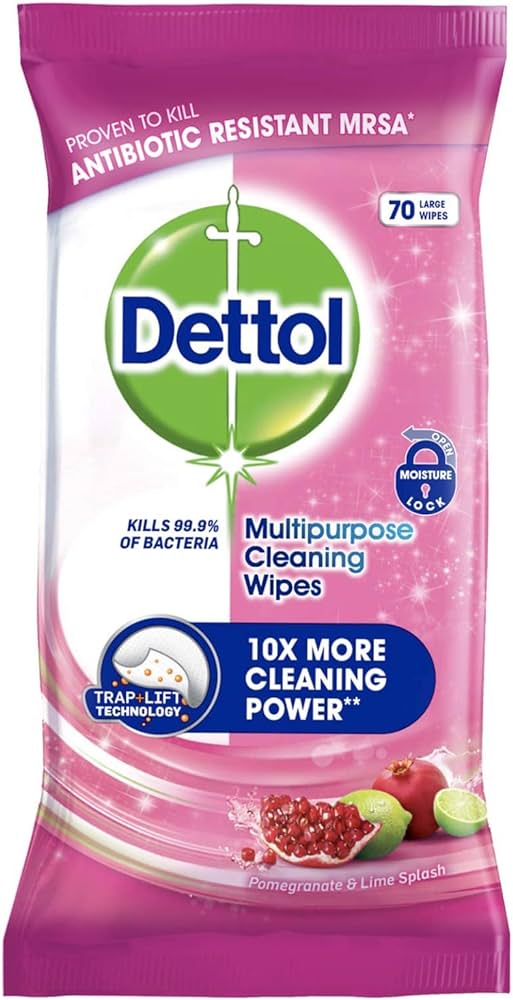 PROVEN TO KILL
ANTIBIOTIC RESISTANT MRSA*
70 LARGE
WIPES
Dettol
OPEN
MOISTURE
LOCK
KILLS 99.9%
OF BACTERIA
Multipurpose
Cleaning
Wipes
TRAP+LIFT
TECHNOLOGY
10X MORE
CLEANING
POWER**
Pomegranate & Lime Splash